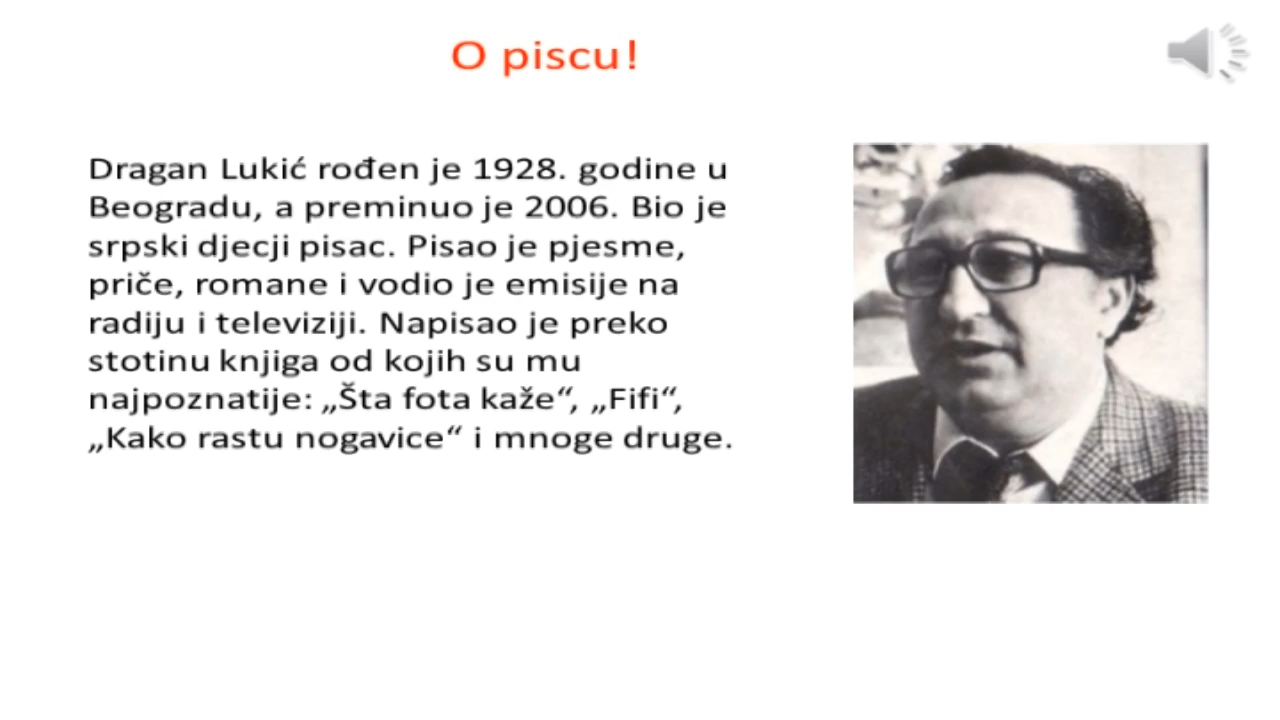 O piscu!
Dragan Lukić rođen je 1928. godine u
Beogradu, a preminuo je 2006. Bio je
srpski djecji pisac. Pisao je pjesme,
priče, romane i vodio je emisije na
radiju i televiziji. Napisao je preko
stotinu knjiga od kojih su mu
najpoznatije: „Šta fota kaže“, „Fifi“,
„Kako rastu nogavice“ i mnoge druge.